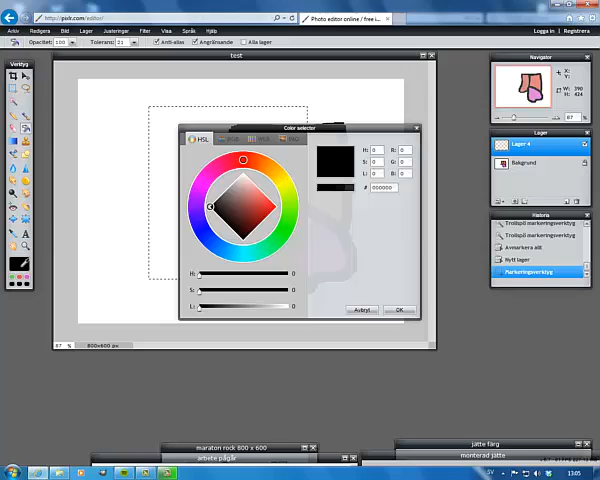 http://pixlr.com/editor/
Photo editor online / free i...
Arkiv Redigera Bild Lager Justeringar Filter Visa Språk Hjälp
Logga in | Registrera
Opacitet: 100 Tolerans: 21 Anti-alias Angränsande Alla lager
Verktyg
test
Navigator
X:
Y:
W: 390
H: 434
87 %
Lager
Lager 4
Bakgrund
Historia
Trollspö markeringsverktyg
Trollspö markeringsverktyg
Avmarkera allt
Nytt lager
Markeringsverktyg
Color selector
HSL
H: 0 R: 0
S: 0 G: 0
L: 0 B: 0
# 000000
H: 0
S: 0
L: 0
Avbryt OK
87 % 800x600 px
maraton rock 800 x 600
arbete pågår
jätte färg
monterad jätte
SV
13:05